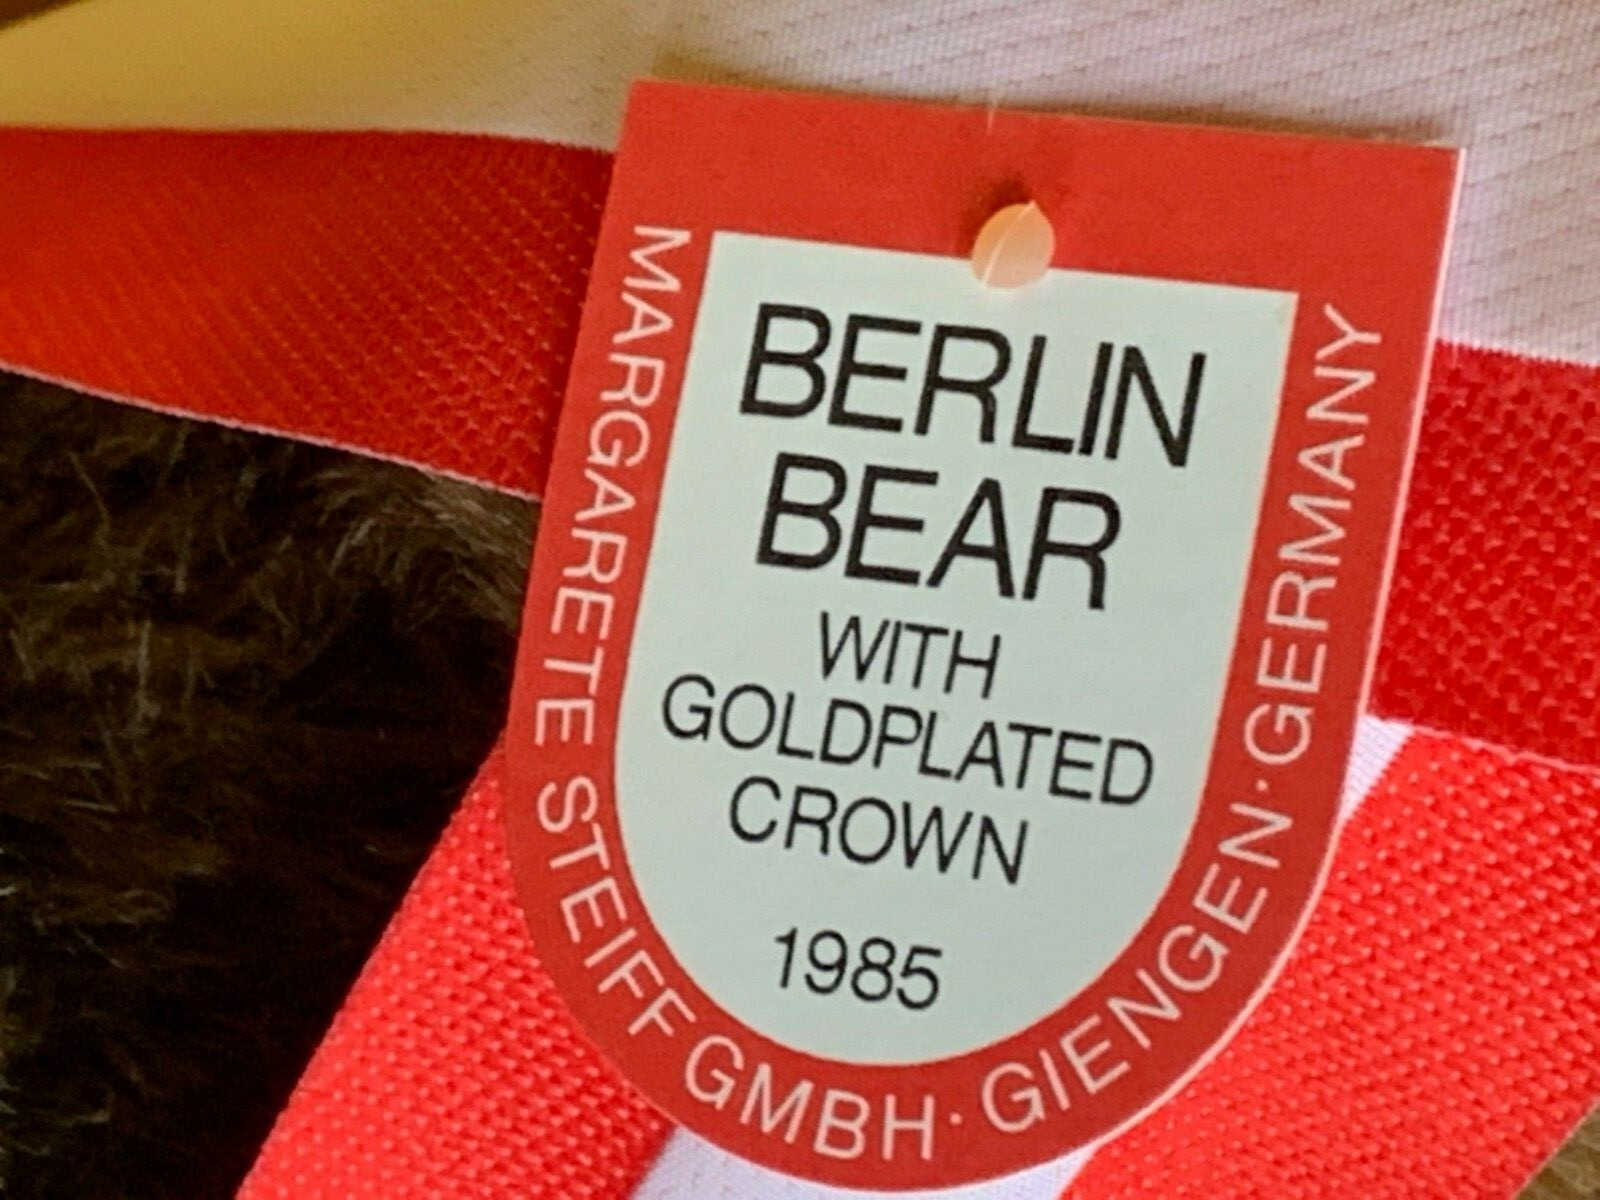 BERLIN
BEAR
WITH
GOLDPLATED
CROWN
1985
MARGARETE STEIFF GMBH · GIENGEN · GERMANY